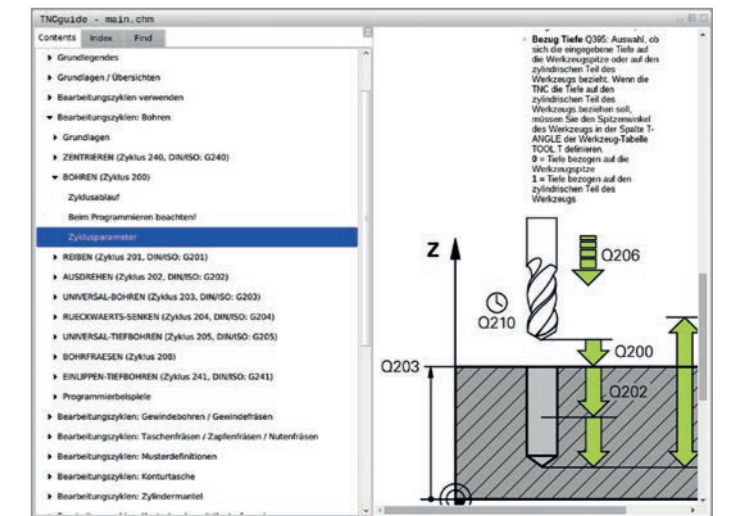 TNCguide - main.chm
Contents Index Find
Grundlegendes
Grundlagen / Übersichten
Bearbeitungszyklen verwenden
Bearbeitungszyklen: Bohren
Grundlagen
ZENTRIEREN (Zyklus 240, DIN/ISO: G240)
BOHREN (Zyklus 200)
Zyklusablauf
Beim Programmieren beachten!
Zyklusparameter
REIBEN (Zyklus 201, DIN/ISO: G201)
AUSDREHEN (Zyklus 202, DIN/ISO: G202)
UNIVERSAL-BOHREN (Zyklus 203, DIN/ISO: G203)
RUECKWAERTS-SENKEN (Zyklus 204, DIN/ISO: G204)
UNIVERSAL-TIEFBOHREN (Zyklus 205, DIN/ISO: G205)
BOHRFRAESEN (Zyklus 208)
EINLIPPEN-TIEFBOHREN (Zyklus 241, DIN/ISO: G241)
Programmierbeispiele
Bearbeitungszyklen: Gewindebohren / Gewindefräsen
Bearbeitungszyklen: Taschenfräsen / Zapfenfräsen / Nutenfräsen
Bearbeitungszyklen: Musterdefinitionen
Bearbeitungszyklen: Konturtasche
Bearbeitungszyklen: Zylindermantel
Bezug Tiefe Q395: Auswahl, ob
sich die eingegebene Tiefe auf
die Werkzeugspitze oder auf den
zylindrischen Teil des
Werkzeugs bezieht. Wenn die
TNC die Tiefe auf den
zylindrischen Teil des
Werkzeugs beziehen soll,
müssen Sie den Spitzenwinkel
des Werkzeugs in der Spalte T-
ANGLE der Werkzeug-Tabelle
TOOL.T definieren.
0 = Tiefe bezogen auf die
Werkzeugspitze
1 = Tiefe bezogen auf den
zylindrischen Teil des
Werkzeugs
Z
Q206
Q210
Q200
Q203
Q202